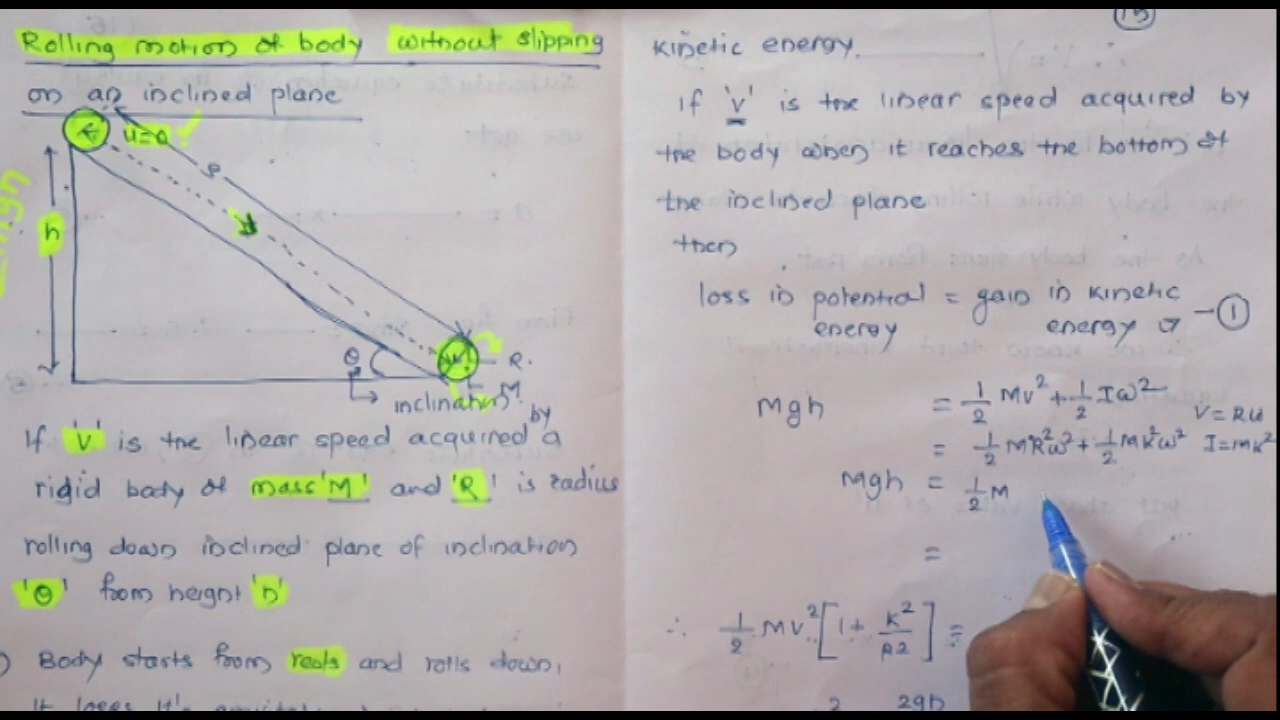 Rolling motion of body without slipping
on an inclined plane
u=0
s
h
θ
R.
M
inclination
by
If 'v' is the linear speed acquired a
rigid body of mass 'M' and 'R' is radius
rolling down inclined plane of inclination
'θ' from height 'h'
Body starts from rest and rolls down,
15
kinetic energy.
If 'v' is the linear speed acquired by
the body when it reaches the bottom of
the inclined plane
then
loss in potential = gain in kinetic
energy energy —①
Mgh = 1/2 Mv² + 1/2 Iω²
V = Rω
= 1/2 MR²ω² + 1/2 MK²ω² I=MK²
Mgh = 1/2 M
=
∴ 1/2 Mv² [1 + K²/R²] =
2 2gh